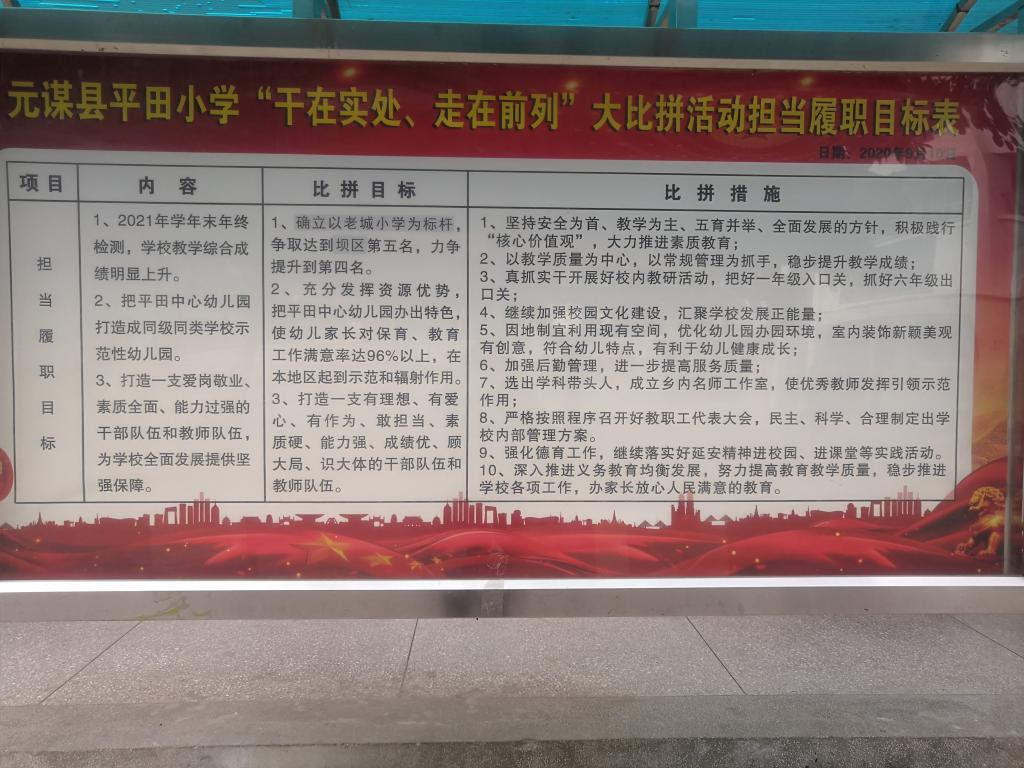 元谋县平田小学“干在实处、走在前列”大比拼活动担当履职目标表
日期：2020年9月10日
项目
内 容
比拼目标
比 拼 措 施
担当履职目标
1、2021年学年末年终
检测，学校教学综合成
绩明显上升。
2、把平田中心幼儿园
打造成同级同类学校示
范性幼儿园。
3、打造一支爱岗敬业、
素质全面、能力过强的
干部队伍和教师队伍，
为学校全面发展提供坚
强保障。
1、确立以老城小学为标杆，
争取达到坝区第五名，力争
提升到第四名。
2、充分发挥资源优势，
把平田中心幼儿园办出特色，
使幼儿家长对保育、教育
工作满意率达96%以上，在
本地区起到示范和辐射作用。
3、打造一支有理想、有爱
心、有作为、敢担当、素
质硬、能力强、成绩优、顾
大局、识大体的干部队伍和
教师队伍。
1、坚持安全为首、教学为主、五育并举、全面发展的方针，积极践行
“核心价值观”，大力推进素质教育；
2、以教学质量为中心，以常规管理为抓手，稳步提升教学成绩；
3、真抓实干开展好校内教研活动，把好一年级入口关，抓好六年级出
口关；
4、继续加强校园文化建设，汇聚学校发展正能量；
5、因地制宜利用现有空间，优化幼儿园办园环境，室内装饰新颖美观
有创意，符合幼儿特点，有利于幼儿健康成长；
6、加强后勤管理，进一步提高服务质量；
7、选出学科带头人，成立乡内名师工作室，使优秀教师发挥引领示范
作用；
8、严格按照程序召开好教职工代表大会，民主、科学、合理制定出学
校内部管理方案。
9、强化德育工作，继续落实好延安精神进校园、进课堂等实践活动。
10、深入推进义务教育均衡发展，努力提高教育教学质量，稳步推进
学校各项工作，办家长放心人民满意的教育。